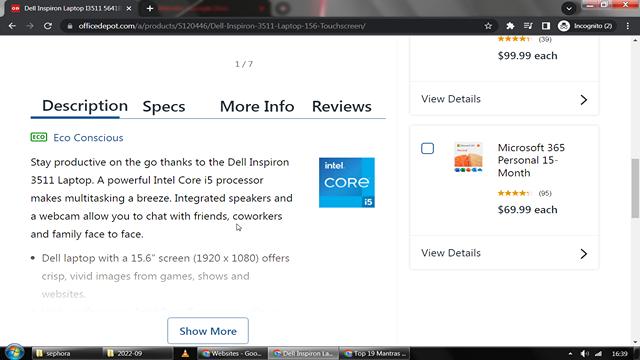 Dell Inspiron Laptop I3511 5641
officedepot.com/a/products/5120446/Dell-Inspiron-3511-Laptop-156-Touchscreen/
Incognito (2)
1 / 7
(39)
$99.99 each
View Details
Description
Specs
More Info
Reviews
ECO Eco Conscious
Stay productive on the go thanks to the Dell Inspiron
3511 Laptop. A powerful Intel Core i5 processor
makes multitasking a breeze. Integrated speakers and
a webcam allow you to chat with friends, coworkers
and family face to face.
• Dell laptop with a 15.6" screen (1920 x 1080) offers
crisp, vivid images from games, shows and
websites.
Show More
intel
CORE
i5
Microsoft 365
Personal 15-
Month
(95)
$69.99 each
View Details
sephora
2022-09
Websites - Goo...
Dell Inspiron La...
Top 19 Mantras ...
16:39